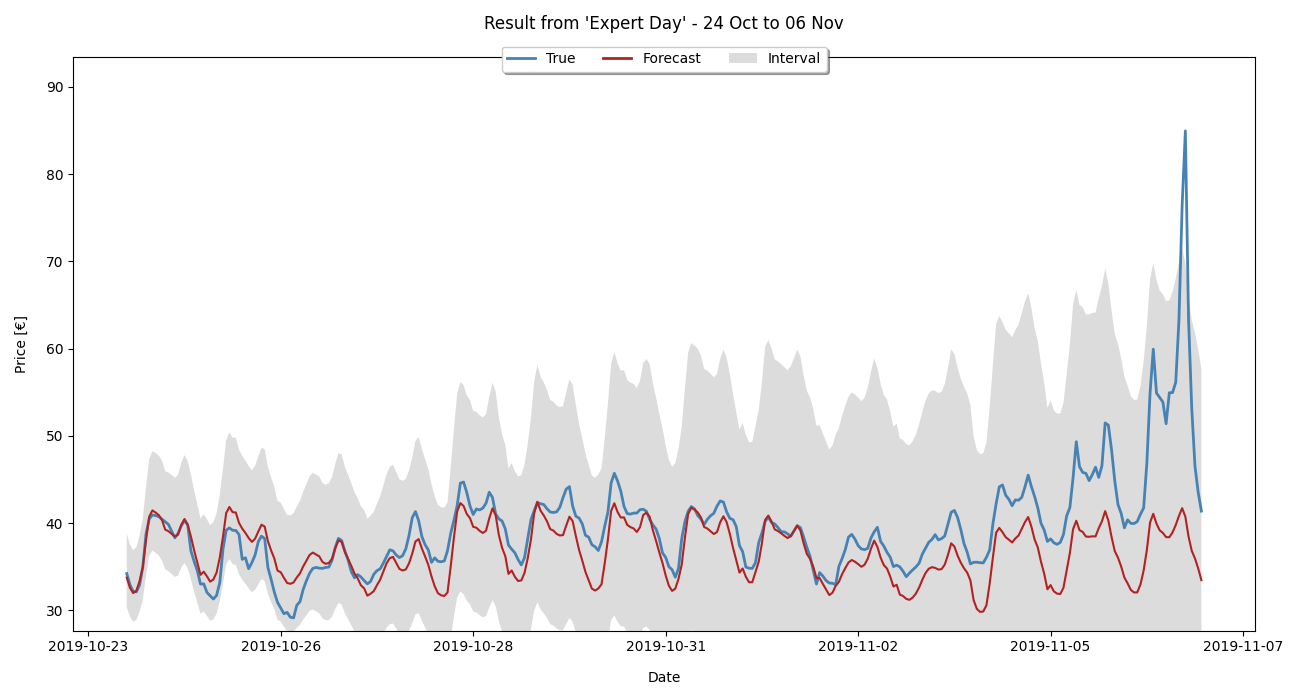 Result from 'Expert Day' - 24 Oct to 06 Nov
True Forecast Interval
90
80
70
60
50
40
30
Price [€]
2019-10-23 2019-10-26 2019-10-28 2019-10-31 2019-11-02 2019-11-05 2019-11-07
Date